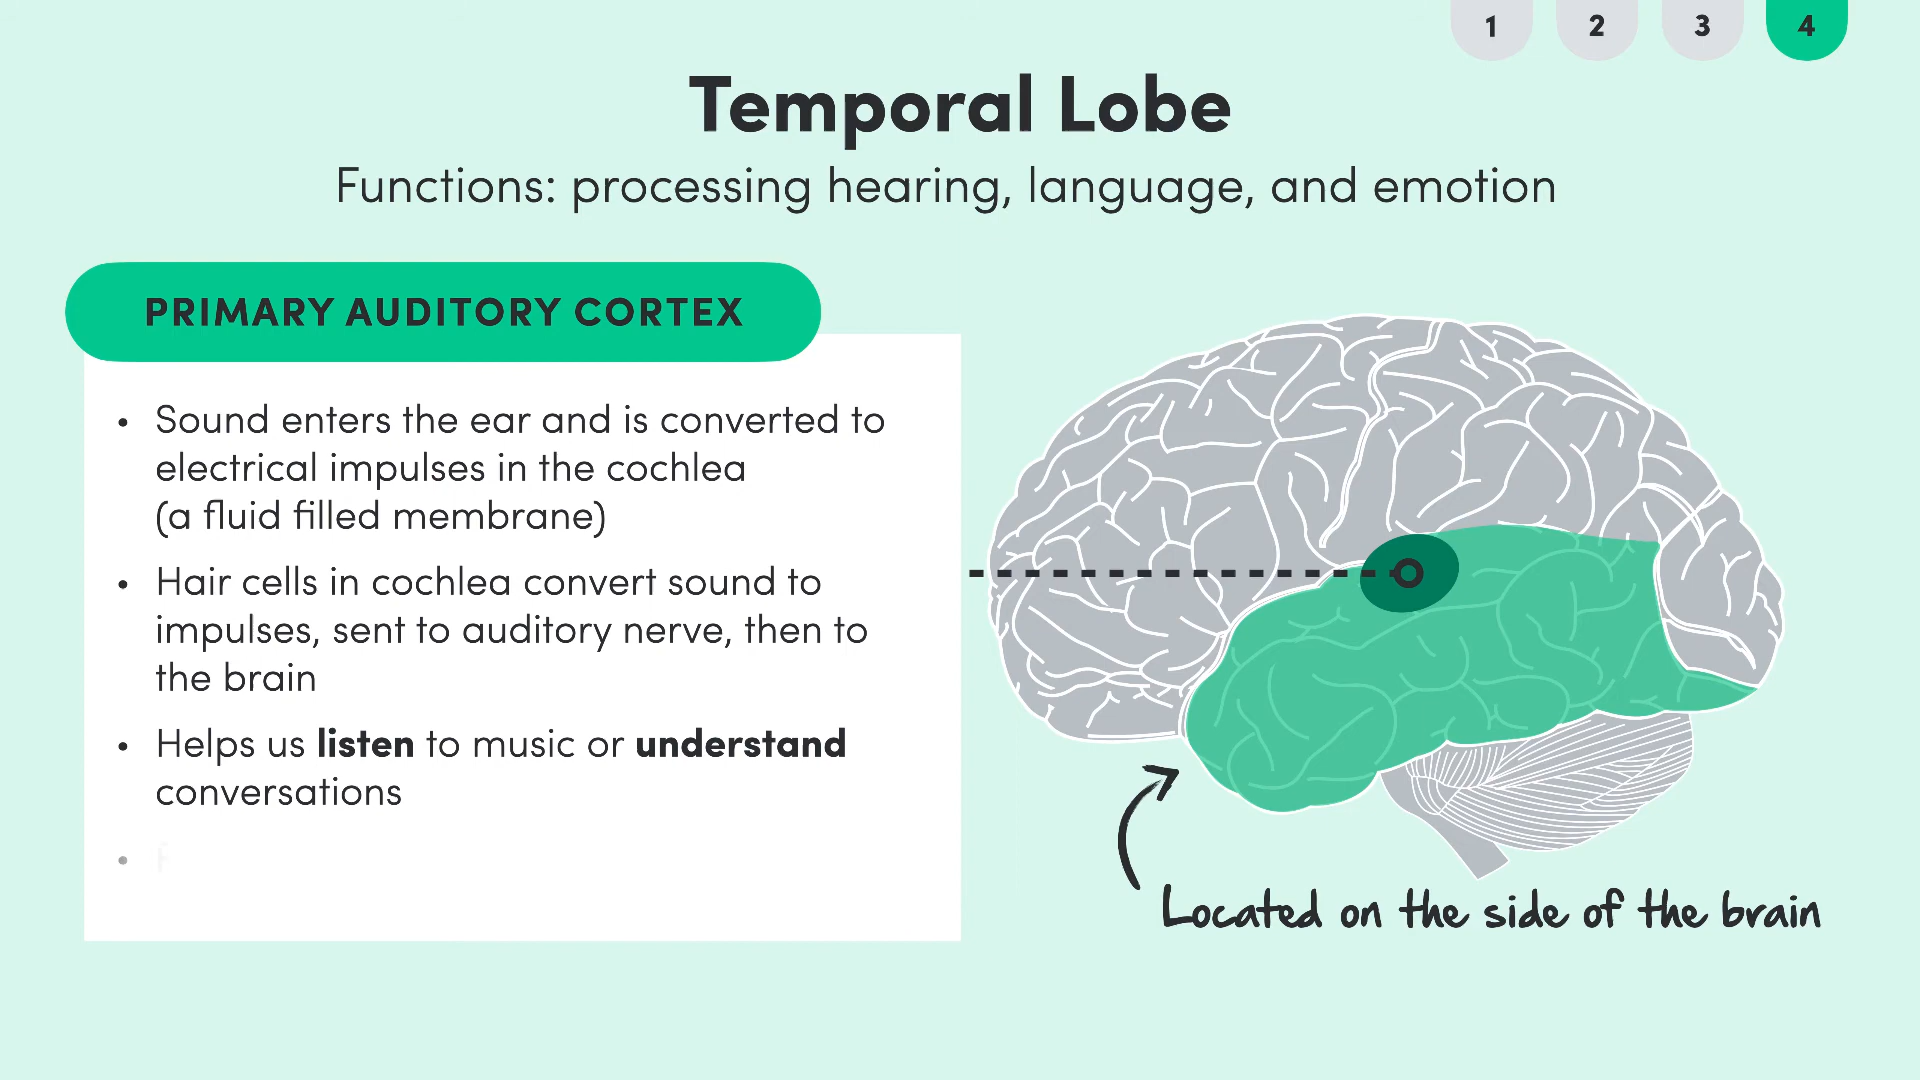 1 2 3 4
Temporal Lobe
Functions: processing hearing, language, and emotion
PRIMARY AUDITORY CORTEX
• Sound enters the ear and is converted to
electrical impulses in the cochlea
(a fluid filled membrane)
• Hair cells in cochlea convert sound to
impulses, sent to auditory nerve, then to
the brain
• Helps us listen to music or understand
conversations
•
Located on the side of the brain